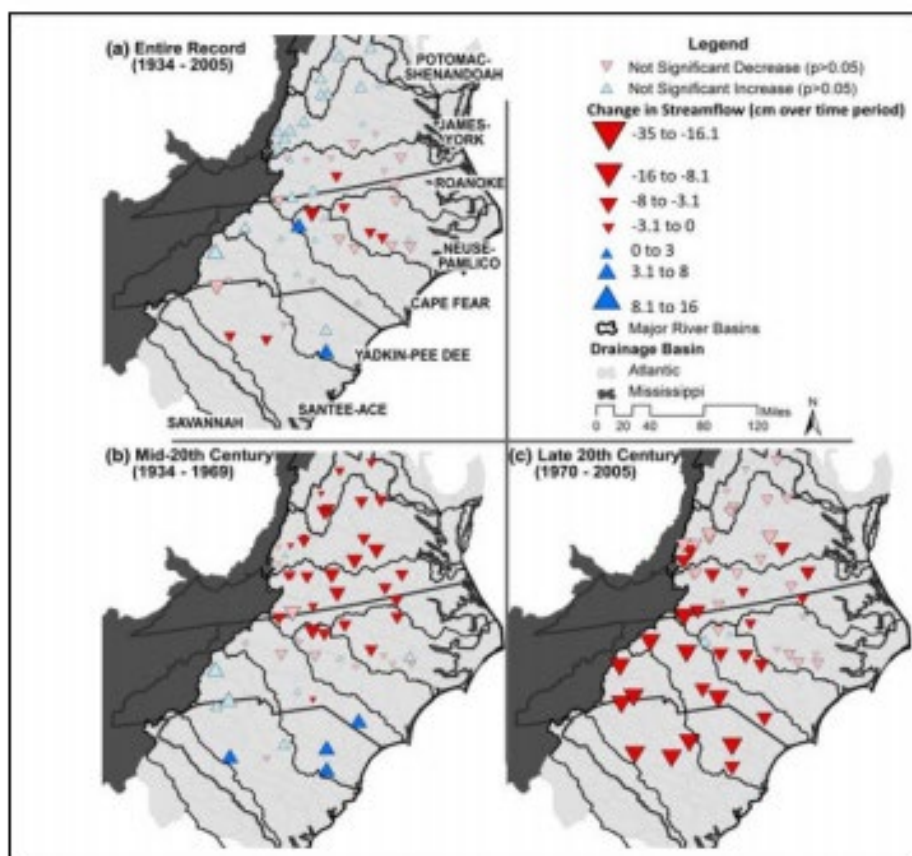 (a) Entire Record
(1934 - 2005)
POTOMAC-
SHENANDOAH
JAMES-
YORK
ROANOKE
NEUSE-
PAMLICO
CAPE FEAR
YADKIN-PEE DEE
SANTEE-ACE
SAVANNAH
Legend
Not Significant Decrease (p>0.05)
Not Significant Increase (p>0.05)
Change in Streamflow (cm over time period)
-35 to -16.1
-16 to -8.1
-8 to -3.1
-3.1 to 0
0 to 3
3.1 to 8
8.1 to 16
Major River Basins
Drainage Basin
Atlantic
Mississippi
N
Miles
0 20 40 80 120
(b) Mid-20th Century
(1934 - 1969)
(c) Late 20th Century
(1970 - 2005)